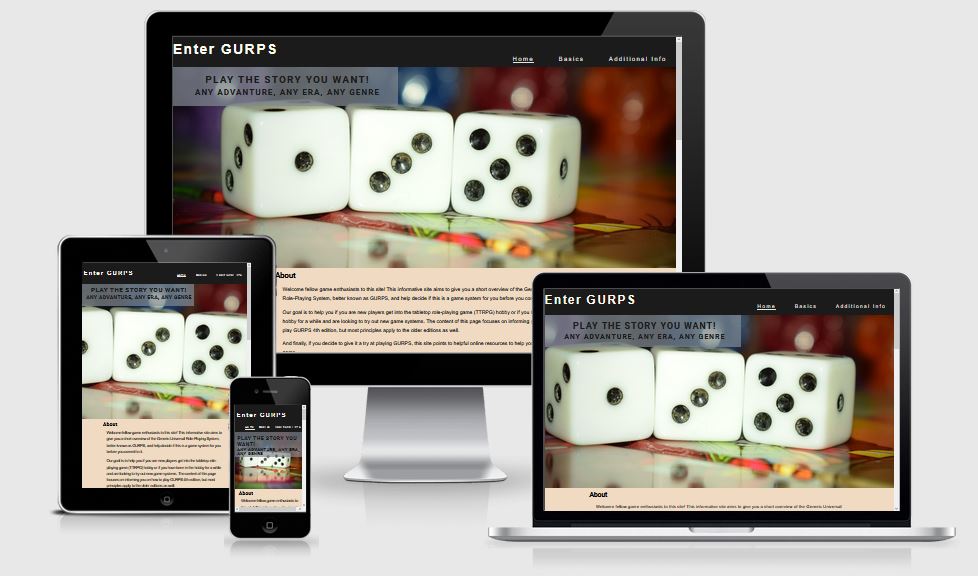 Enter GURPS
Home Basics Additional Info
PLAY THE STORY YOU WANT!
ANY ADVANTURE, ANY ERA, ANY GENRE
About
Welcome fellow game enthusiasts to this site! This informative site aims to give you a short overview of the Gen
Role-Playing System, better known as GURPS, and help decide if this is a game system for you before you co
Our goal is to help you if you are new players get into the tabletop role-playing game (TTRPG) hobby or if you
hobby for a while and are looking to try out new game systems. The content of this page focuses on informing
play GURPS 4th edition, but most principles apply to the older editions as well.
And finally, if you decide to give it a try at playing GURPS, this site points to helpful online resources to help yo
Enter GURPS
PLAY THE STORY YOU WANT!
ANY ADVANTURE, ANY ERA, ANY GENRE
About
Welcome fellow game enthusiasts to this site! This informative site aims to
give you a short overview of the Generic Universal Role-Playing System,
better known as GURPS, and help decide if this is a game system for you
before you commit to it.
Our goal is to help you if you are new players get into the tabletop role-
playing game (TTRPG) hobby or if you have been in the hobby for a while
and are looking to try out new game systems. The content of this page
focuses on informing you on how to play GURPS 4th edition, but most
principles apply to the older editions as well.
Enter GURPS
PLAY THE STORY YOU
WANT!
ANY ADVANTURE, ANY ERA,
ANY GENRE
About
Welcome fellow game enthusiasts to
Enter GURPS
Home Basics Additional Info
PLAY THE STORY YOU WANT!
ANY ADVANTURE, ANY ERA, ANY GENRE
About
Welcome fellow game enthusiasts to this site! This informative site aims to give you a short overview of the Generic Universal